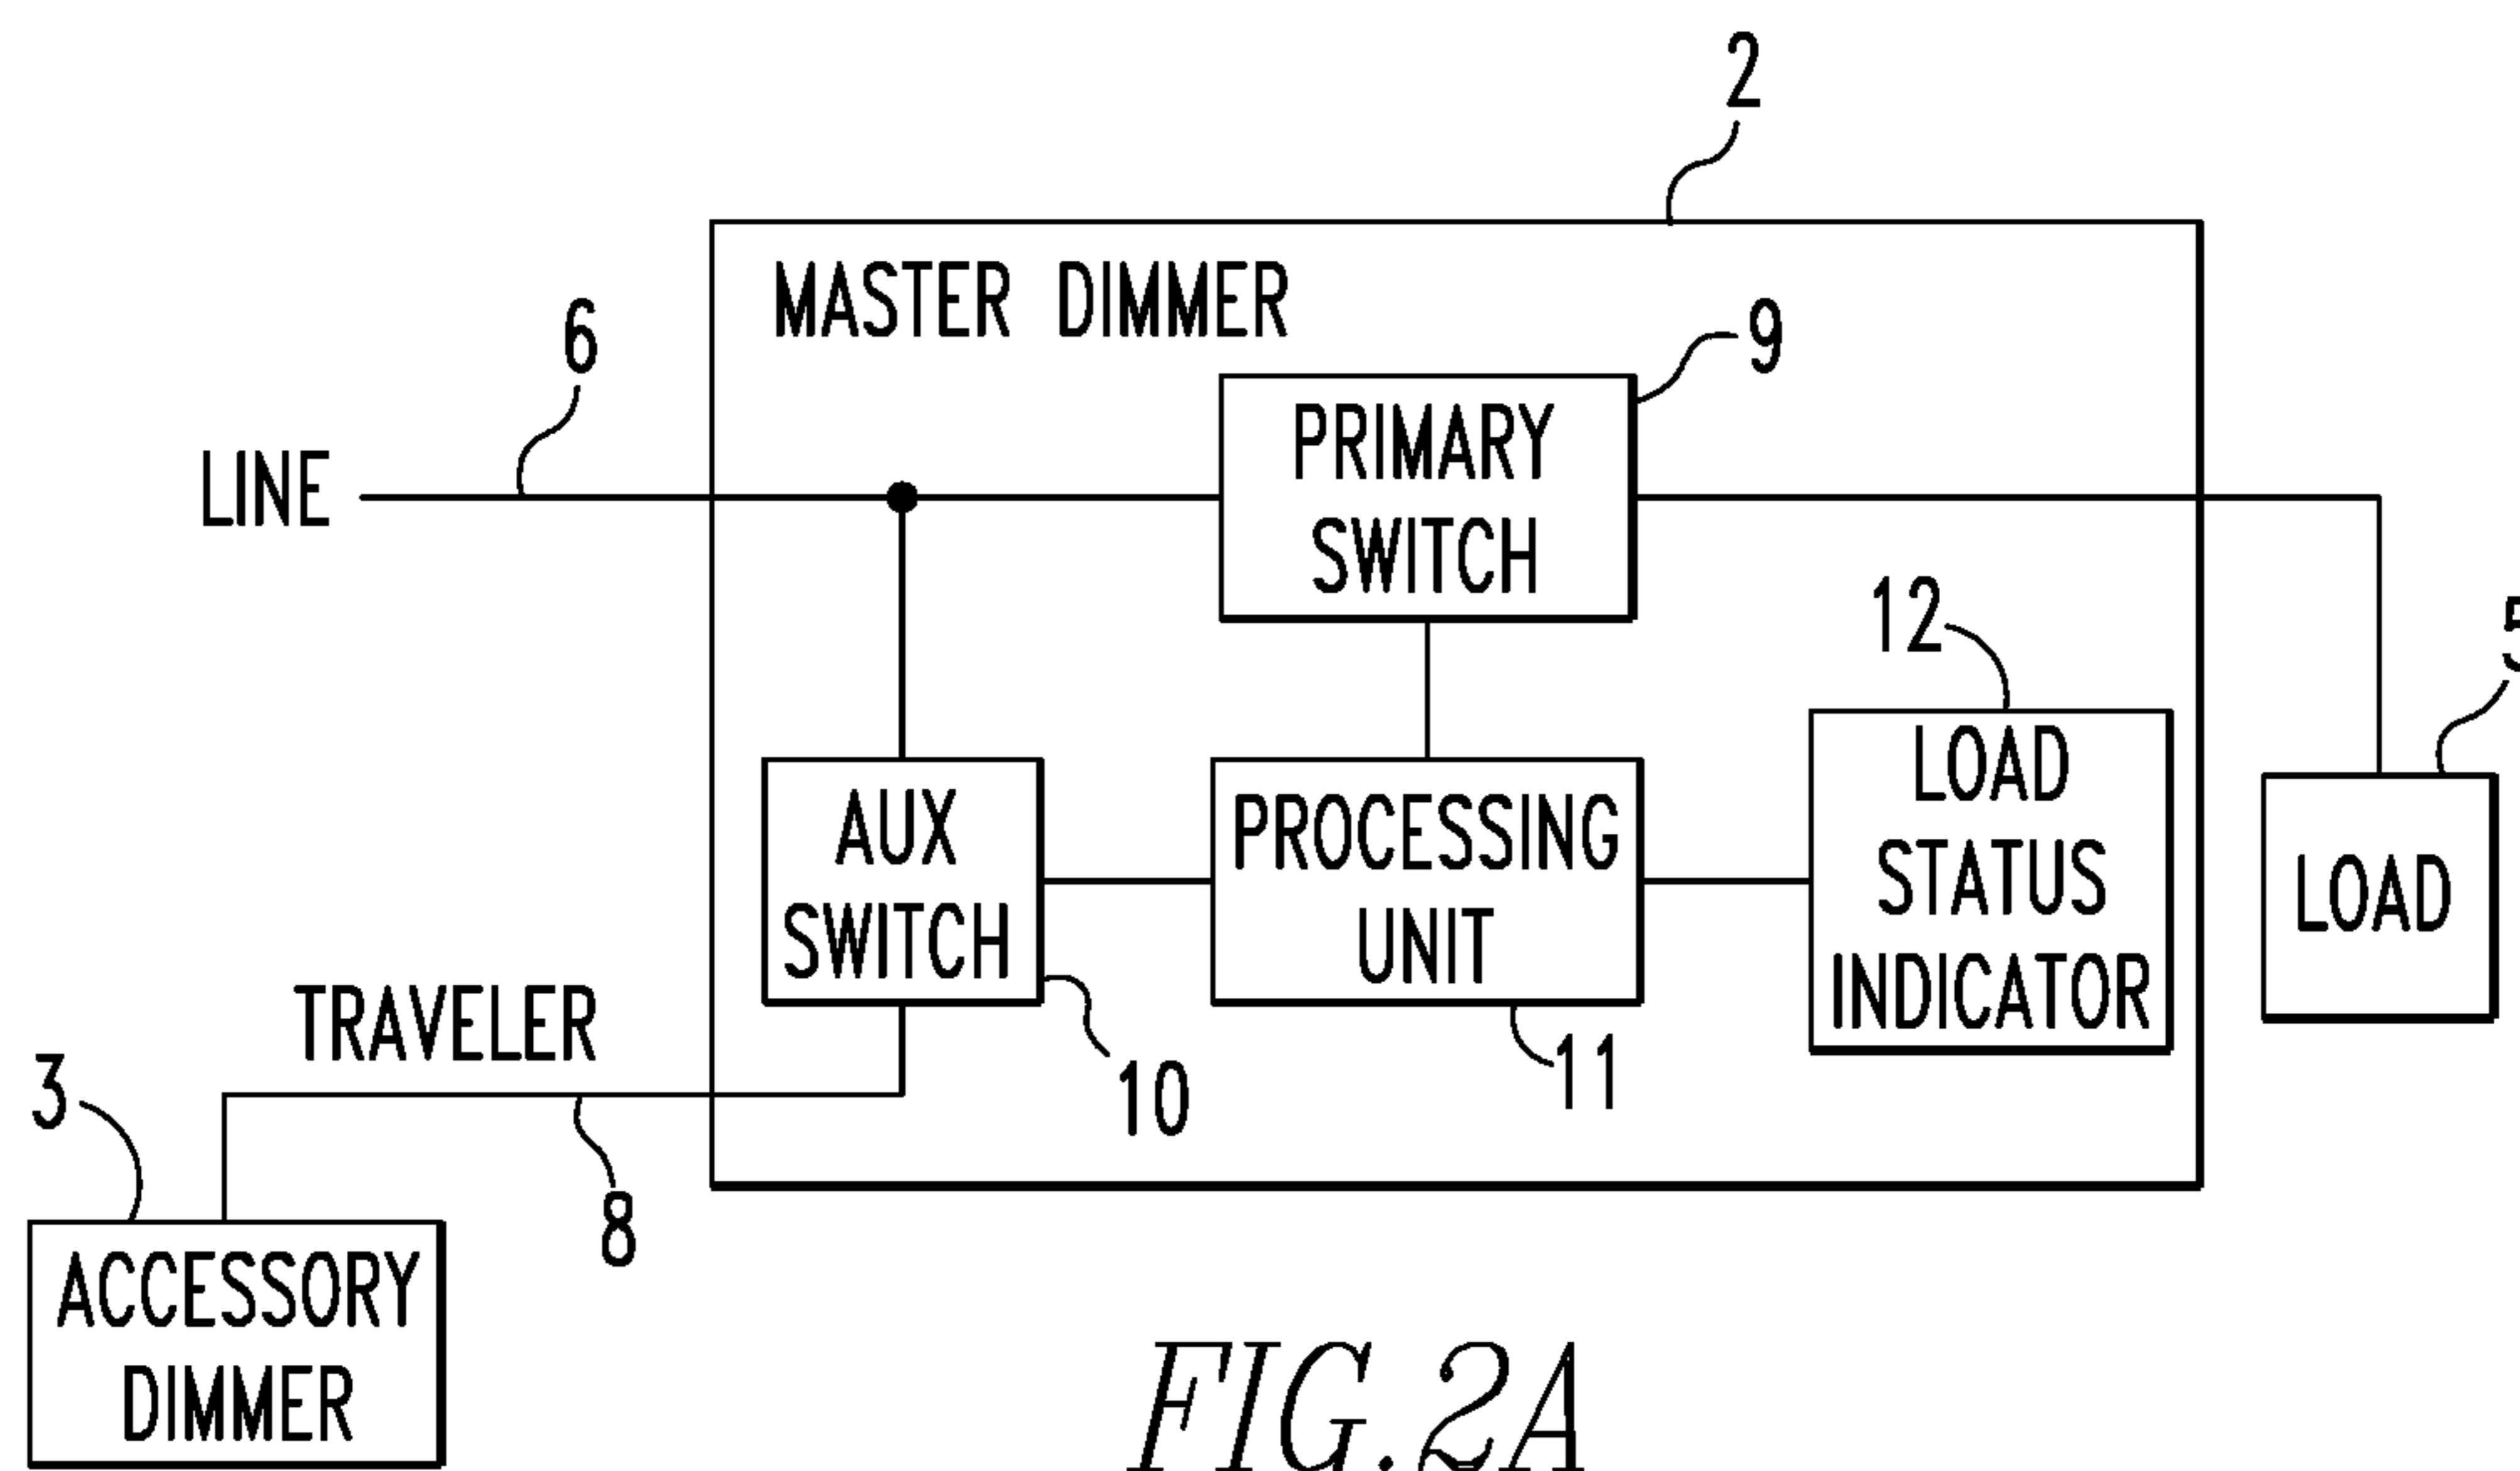 2
MASTER DIMMER
6
9
LINE
PRIMARY
SWITCH
12
5
LOAD
STATUS
INDICATOR
AUX
SWITCH
PROCESSING
UNIT
LOAD
TRAVELER
3
10
11
8
ACCESSORY
DIMMER
FIG.2A